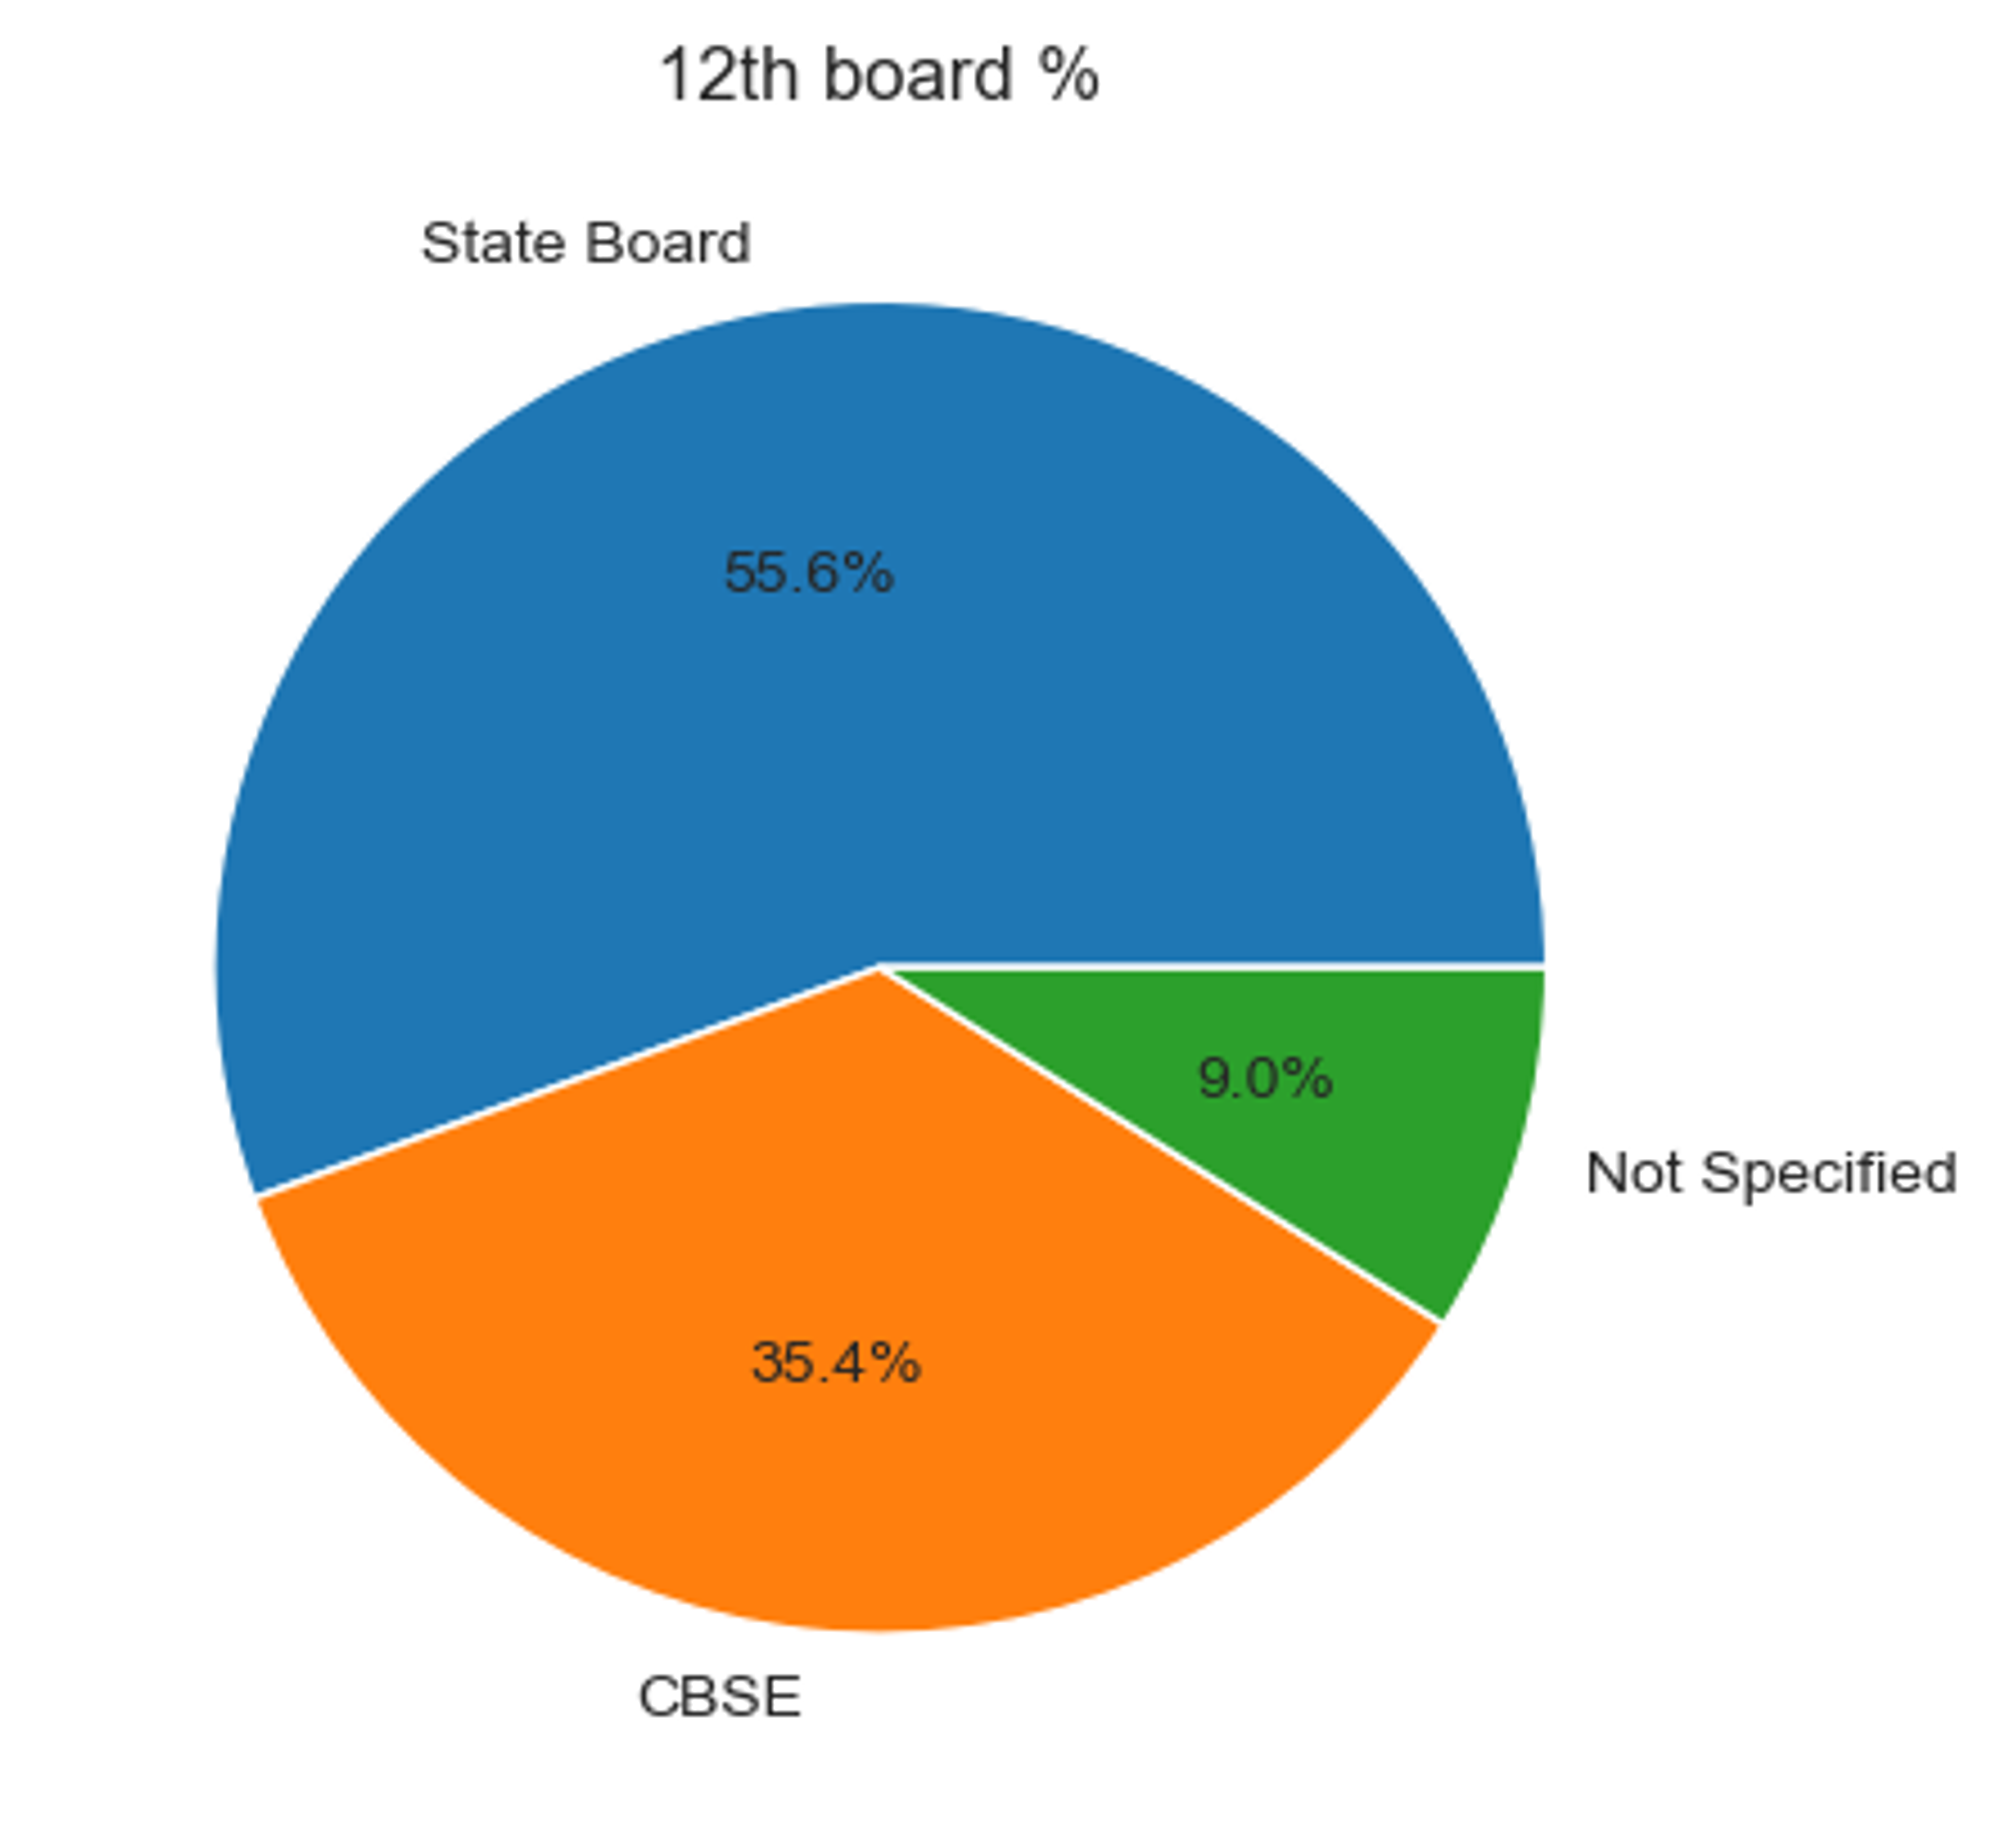 12th board %
State Board
55.6%
9.0%
Not Specified
35.4%
CBSE